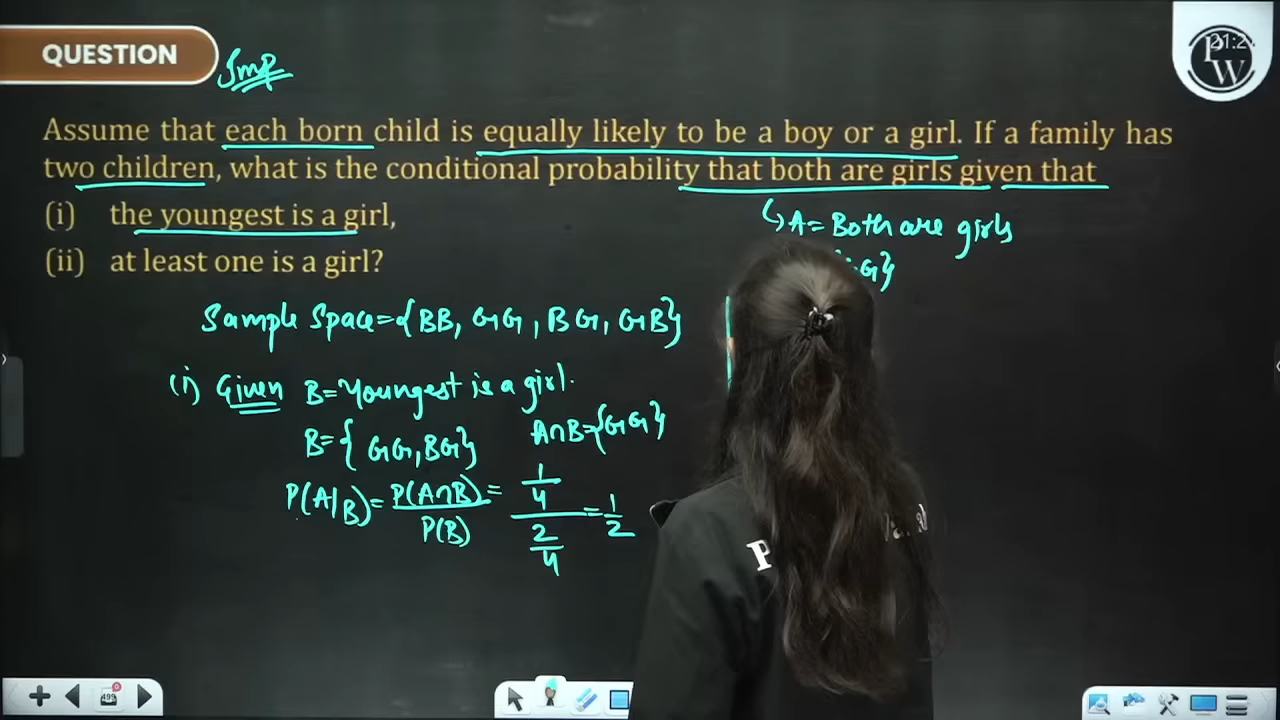 QUESTION
Imp
21:2
P
W
Assume that each born child is equally likely to be a boy or a girl. If a family has
two children, what is the conditional probability that both are girls given that
(i) the youngest is a girl,
(ii) at least one is a girl?
↳ A = Both are girls
G}
Sample Space = {BB, GG, BG, GB}
(i) Given B = Youngest is a girl.
B = { GG, BG} A∩B = {GG}
P(A|B) = P(A∩B)/P(B) = (1/4)/(2/4) = 1/2
P
499